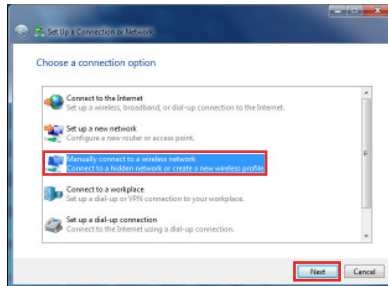 Set Up a Connection or Network
Choose a connection option
Connect to the Internet
Set up a wireless, broadband, or dial-up connection to the Internet.
Set up a new network
Configure a new router or access point.
Manually connect to a wireless network
Connect to a hidden network or create a new wireless profile.
Connect to a workplace
Set up a dial-up or VPN connection to your workplace.
Set up a dial-up connection
Connect to the Internet using a dial-up connection.
Next
Cancel